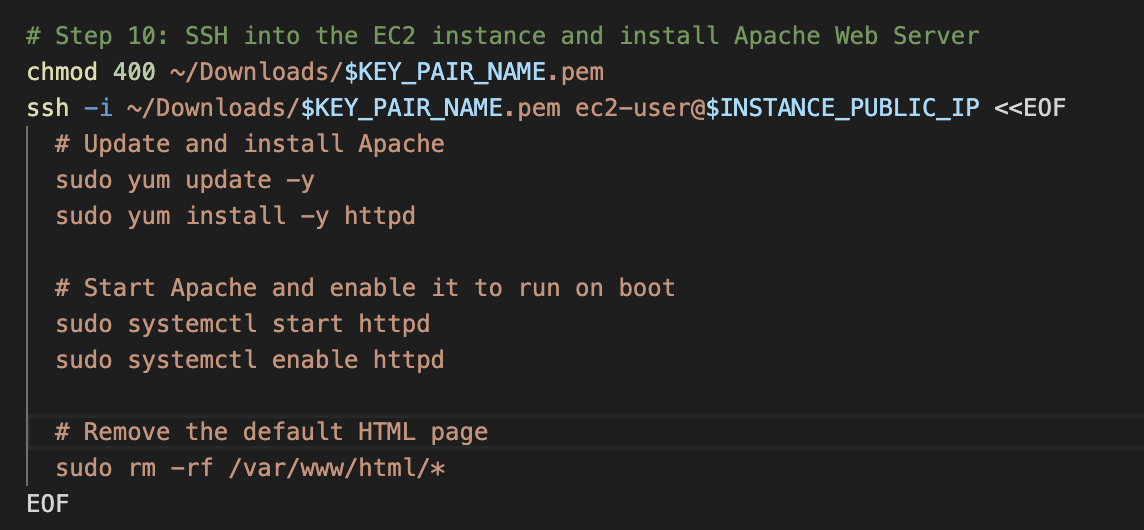 # Step 10: SSH into the EC2 instance and install Apache Web Server
chmod 400 ~/Downloads/$KEY_PAIR_NAME.pem
ssh -i ~/Downloads/$KEY_PAIR_NAME.pem ec2-user@$INSTANCE_PUBLIC_IP <<EOF
# Update and install Apache
sudo yum update -y
sudo yum install -y httpd
# Start Apache and enable it to run on boot
sudo systemctl start httpd
sudo systemctl enable httpd
# Remove the default HTML page
sudo rm -rf /var/www/html/*
EOF